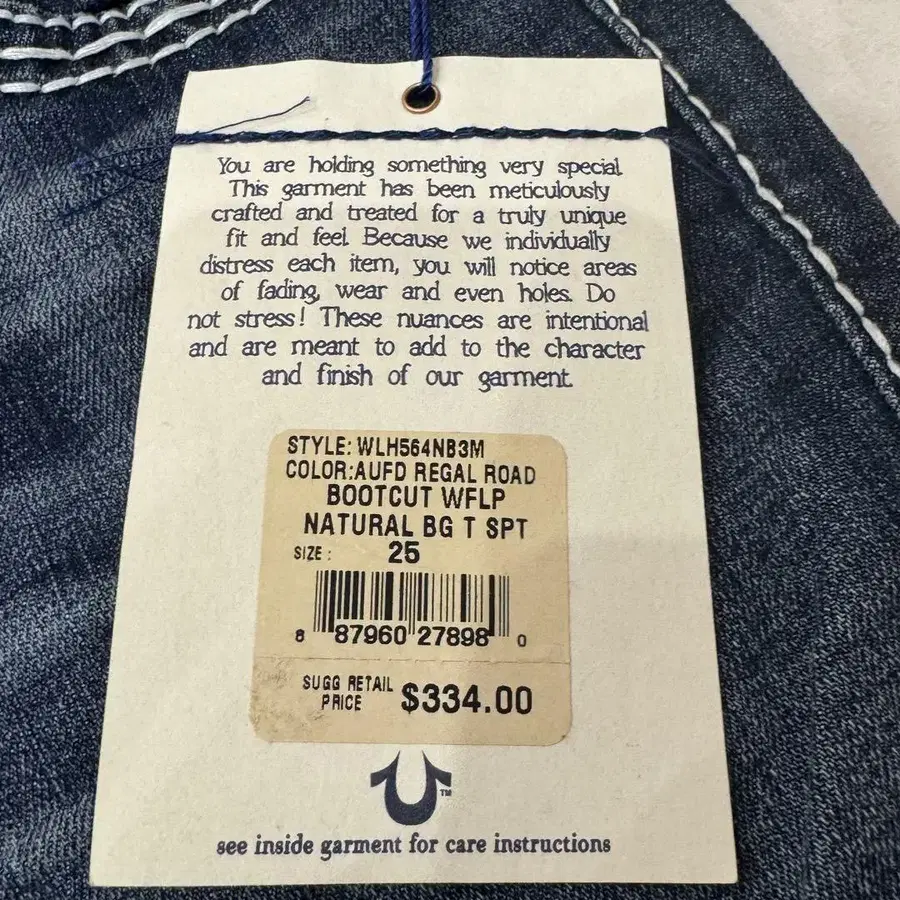 You are holding something very special.
This garment has been meticulously
crafted and treated for a truly unique
fit and feel. Because we individually
distress each item, you will notice areas
of fading, wear and even holes. Do
not stress! These nuances are intentional
and are meant to add to the character
and finish of our garment.
STYLE: WLH564NB3M
COLOR:AUFD REGAL ROAD
BOOTCUT WFLP
NATURAL BG T SPT
SIZE : 25
8 87960 27898 0
SUGG RETAIL
PRICE $334.00
TM
see inside garment for care instructions